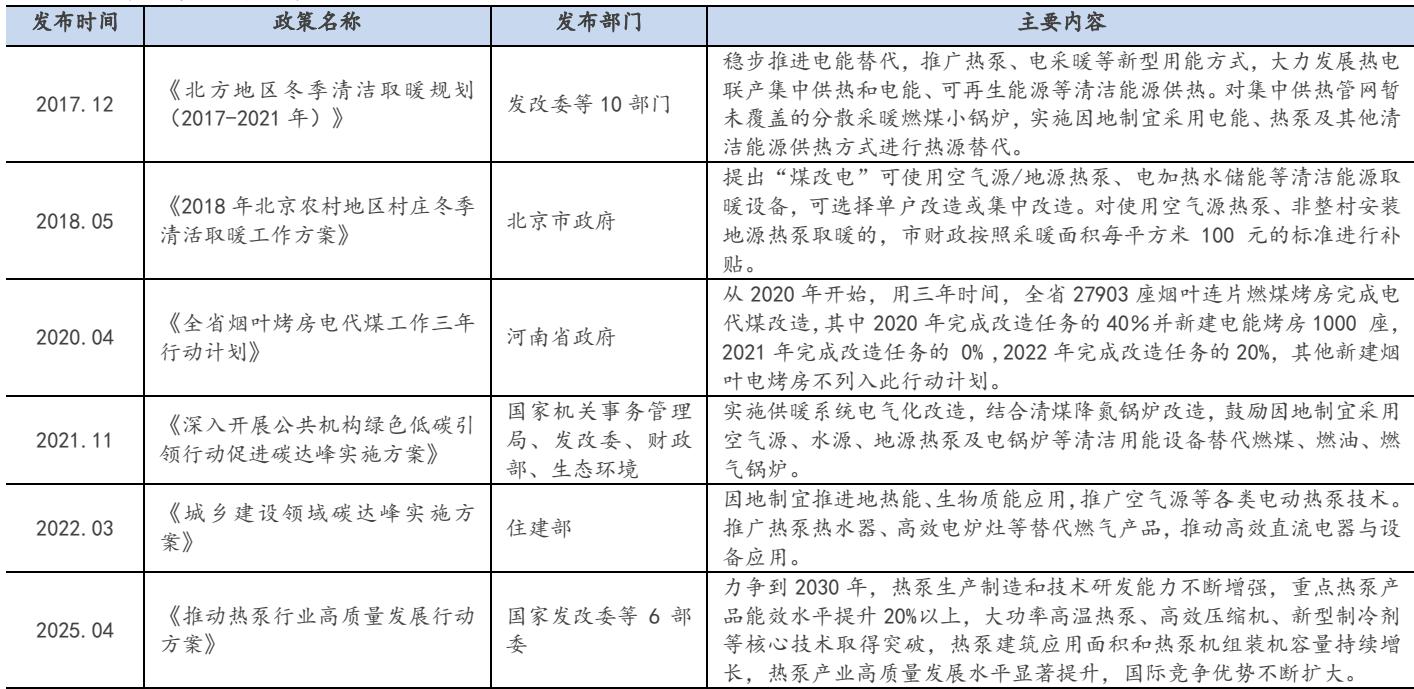 发布时间 政策名称 发布部门 主要内容
2017.12
《北方地区冬季清洁取暖规划
（2017-2021 年）》
发改委等 10 部门
稳步推进电能替代，推广热泵、电采暖等新型用能方式，大力发展热电
联产集中供热和电能、可再生能源等清洁能源供热。对集中供热管网暂
未覆盖的分散采暖燃煤小锅炉，实施因地制宜采用电能、热泵及其他清
洁能源供热方式进行热源替代。
2018.05
《2018 年北京农村地区村庄冬季
清洁取暖工作方案》
北京市政府
提出“煤改电”可使用空气源/地源热泵、电加热水储能等清洁能源取
暖设备，可选择单户改造或集中改造。对使用空气源热泵、非整村安装
地源热泵取暖的，市财政按照采暖面积每平方米 100 元的标准进行补
贴。
2020.04
《全省烟叶烤房电代煤工作三年
行动计划》
河南省政府
从 2020 年开始，用三年时间，全省 27903 座烟叶连片燃煤烤房完成电
代煤改造，其中 2020 年完成改造任务的 40%并新建电能烤房 1000 座，
2021 年完成改造任务的 0% ,2022 年完成改造任务的 20%，其他新建烟
叶电烤房不列入此行动计划。
2021.11
《深入开展公共机构绿色低碳引
领行动促进碳达峰实施方案》
国家机关事务管理
局、发改委、财政
部、生态环境
实施供暖系统电气化改造，结合清煤降氮锅炉改造，鼓励因地制宜采用
空气源、水源、地源热泵及电锅炉等清洁用能设备替代燃煤、燃油、燃
气锅炉。
2022.03
《城乡建设领域碳达峰实施方
案》
住建部
因地制宜推进地热能、生物质能应用，推广空气源等各类电动热泵技术。
推广热泵热水器、高效电炉灶等替代燃气产品，推动高效直流电器与设
备应用。
2025.04
《推动热泵行业高质量发展行动
方案》
国家发改委等 6 部
委
力争到 2030 年，热泵生产制造和技术研发能力不断增强，重点热泵产
品能效水平提升 20%以上，大功率高温热泵、高效压缩机、新型制冷剂
等核心技术取得突破，热泵建筑应用面积和热泵机组装机容量持续增
长，热泵产业高质量发展水平显著提升，国际竞争优势不断扩大。